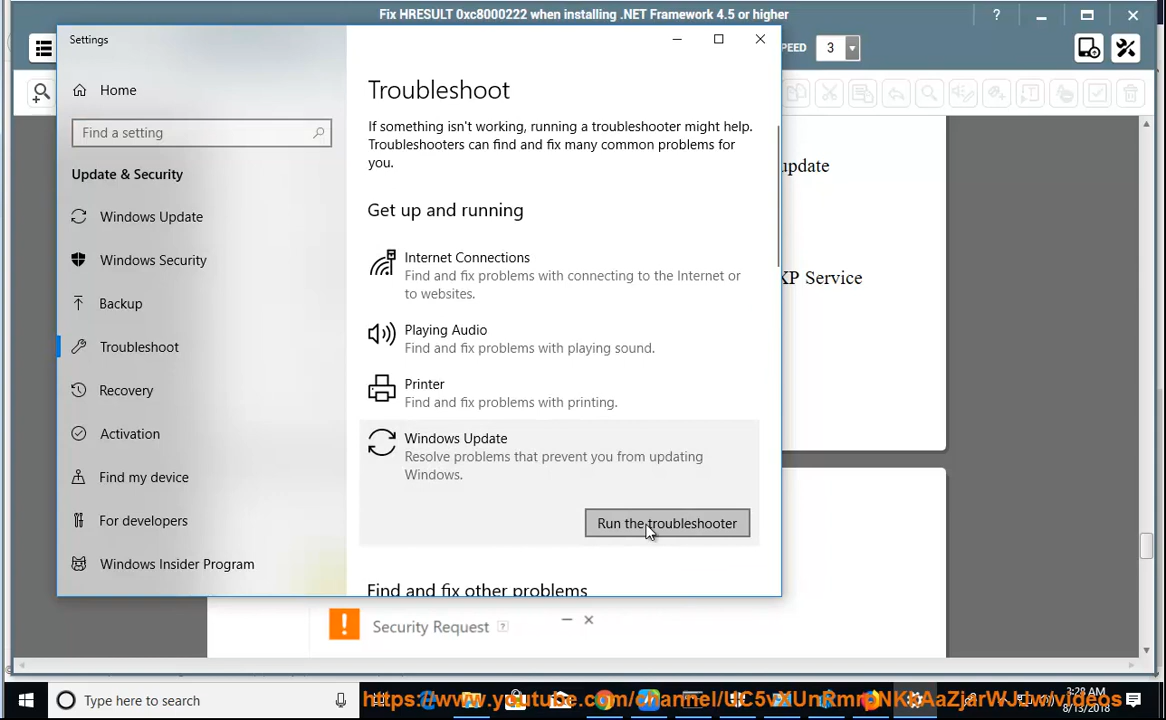 Fix HRESULT 0xc8000222 when installing .NET Framework 4.5 or higher
Settings
PEED
3
Home
Find a setting
Update & Security
Windows Update
Windows Security
Backup
Troubleshoot
Recovery
Activation
Find my device
For developers
Windows Insider Program
Troubleshoot
If something isn't working, running a troubleshooter might help.
Troubleshooters can find and fix many common problems for
you.
Get up and running
Internet Connections
Find and fix problems with connecting to the Internet or
to websites.
Playing Audio
Find and fix problems with playing sound.
Printer
Find and fix problems with printing.
Windows Update
Resolve problems that prevent you from updating
Windows.
Run the troubleshooter
Find and fix other problems
update
XP Service
Security Request
Type here to search
3:28 AM
8/13/2018